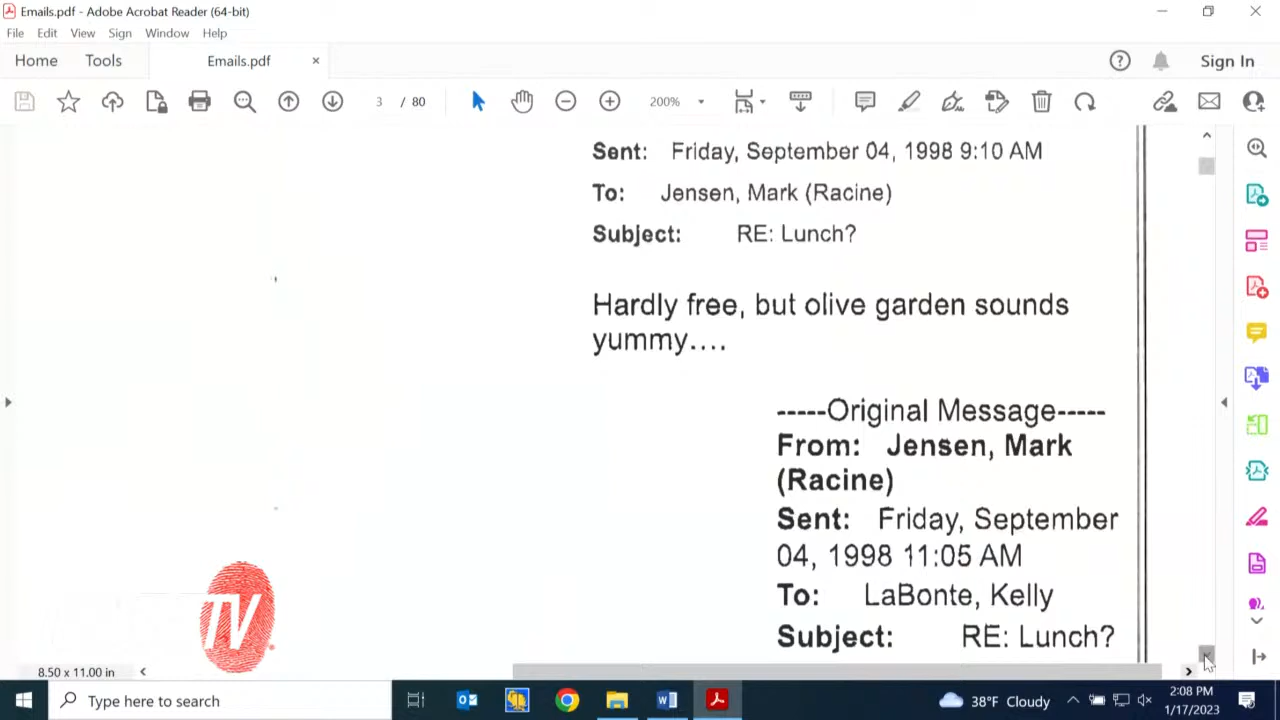 Emails.pdf - Adobe Acrobat Reader (64-bit)
File Edit View Sign Window Help
Home Tools Emails.pdf × Sign In
3 / 80 200%
Sent: Friday, September 04, 1998 9:10 AM
To: Jensen, Mark (Racine)
Subject: RE: Lunch?
Hardly free, but olive garden sounds
yummy....
-----Original Message-----
From: Jensen, Mark
(Racine)
Sent: Friday, September
04, 1998 11:05 AM
To: LaBonte, Kelly
Subject: RE: Lunch?
TV
8.50 x 11.00 in
Type here to search
38°F Cloudy
2:08 PM
1/17/2023